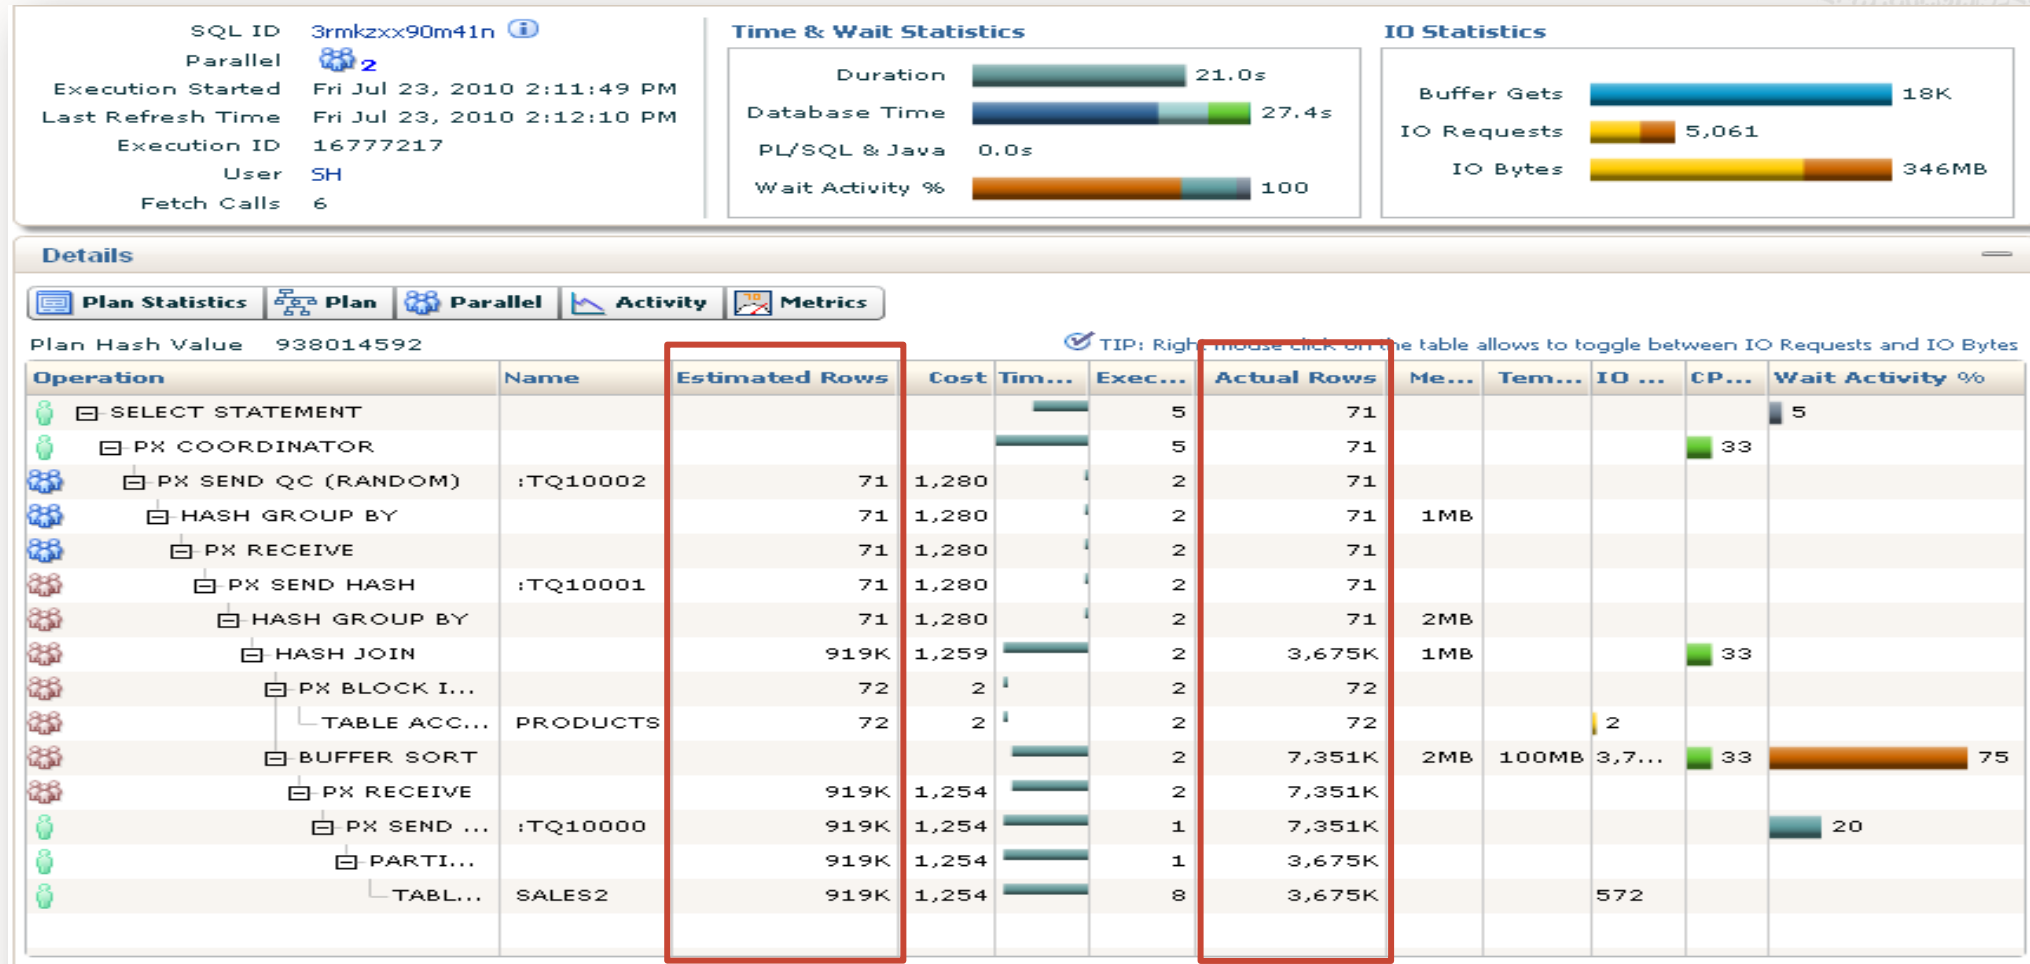 SQL ID 3rmkzxx90m41n
Parallel 2
Execution Started Fri Jul 23, 2010 2:11:49 PM
Last Refresh Time Fri Jul 23, 2010 2:12:10 PM
Execution ID 16777217
User SH
Fetch Calls 6
Time & Wait Statistics
Duration 21.0s
Database Time 27.4s
PL/SQL & Java 0.0s
Wait Activity % 100
IO Statistics
Buffer Gets 18K
IO Requests 5,061
IO Bytes 346MB
Details
Plan Statistics Plan Parallel Activity Metrics
Plan Hash Value 938014592 TIP: Right mouse click on the table allows to toggle between IO Requests and IO Bytes
Operation Name Estimated Rows Cost Tim... Exec... Actual Rows Me... Tem... IO ... CP... Wait Activity %
SELECT STATEMENT 5 71 5
PX COORDINATOR 5 71 33
PX SEND QC (RANDOM) :TQ10002 71 1,280 2 71
HASH GROUP BY 71 1,280 2 71 1MB
PX RECEIVE 71 1,280 2 71
PX SEND HASH :TQ10001 71 1,280 2 71
HASH GROUP BY 71 1,280 2 71 2MB
HASH JOIN 919K 1,259 2 3,675K 1MB 33
PX BLOCK I... 72 2 2 72
TABLE ACC... PRODUCTS 72 2 2 72 2
BUFFER SORT 2 7,351K 2MB 100MB 3,7... 33 75
PX RECEIVE 919K 1,254 2 7,351K
PX SEND ... :TQ10000 919K 1,254 1 7,351K 20
PARTI... 919K 1,254 1 3,675K
TABL... SALES2 919K 1,254 8 3,675K 572